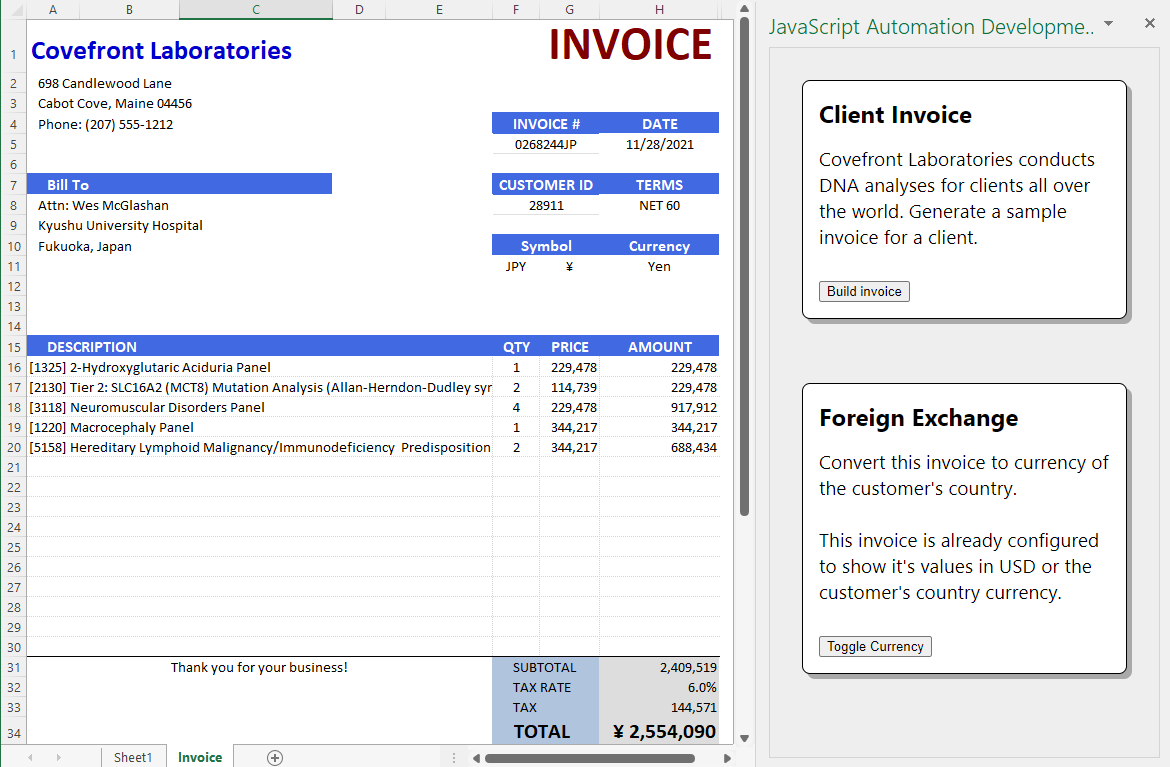 A B C D E F G H
1 Covefront Laboratories INVOICE
2 698 Candlewood Lane
3 Cabot Cove, Maine 04456
4 Phone: (207) 555-1212 INVOICE # DATE
5 0268244JP 11/28/2021
6
7 Bill To CUSTOMER ID TERMS
8 Attn: Wes McGlashan 28911 NET 60
9 Kyushu University Hospital
10 Fukuoka, Japan Symbol Currency
11 JPY ¥ Yen
12
13
14
15 DESCRIPTION QTY PRICE AMOUNT
16 [1325] 2-Hydroxyglutaric Aciduria Panel 1 229,478 229,478
17 [2130] Tier 2: SLC16A2 (MCT8) Mutation Analysis (Allan-Herndon-Dudley syr 2 114,739 229,478
18 [3118] Neuromuscular Disorders Panel 4 229,478 917,912
19 [1220] Macrocephaly Panel 1 344,217 344,217
20 [5158] Hereditary Lymphoid Malignancy/Immunodeficiency Predisposition 2 344,217 688,434
21
22
23
24
25
26
27
28
29
30
31 Thank you for your business! SUBTOTAL 2,409,519
32 TAX RATE 6.0%
33 TAX 144,571
34 TOTAL ¥ 2,554,090
Sheet1 Invoice
JavaScript Automation Developme..
Client Invoice
Covefront Laboratories conducts
DNA analyses for clients all over
the world. Generate a sample
invoice for a client.
Build invoice
Foreign Exchange
Convert this invoice to currency of
the customer's country.
This invoice is already configured
to show it's values in USD or the
customer's country currency.
Toggle Currency